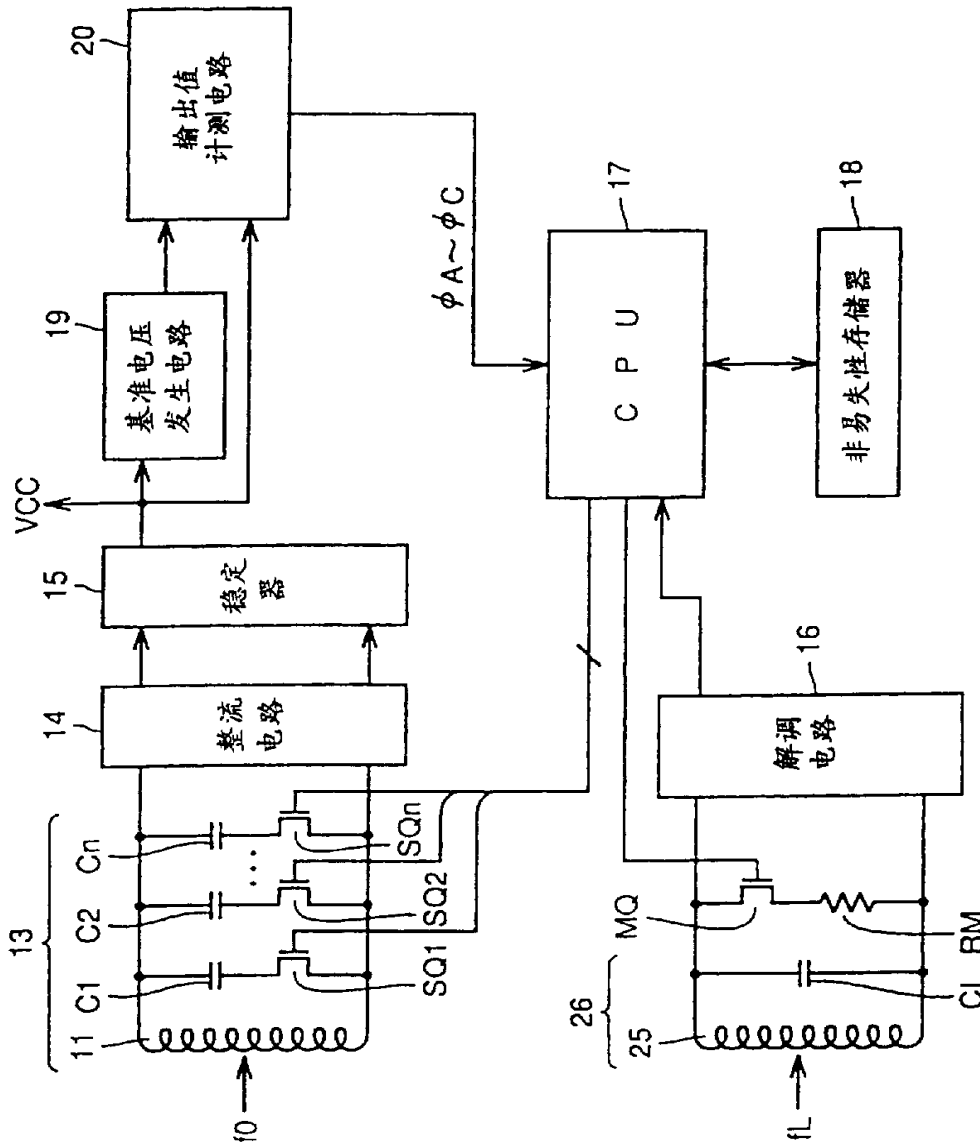 13
11
C1
C2
Cn
...
SQ1
SQ2
SQn
f0
14
整流
电路
15
稳定
器
VCC
19
基准电压
发生电路
20
输出值
计测电路
φA~φC
17
CPU
18
非易失性存储器
26
25
CL
MQ
RM
fL
16
解调
电路